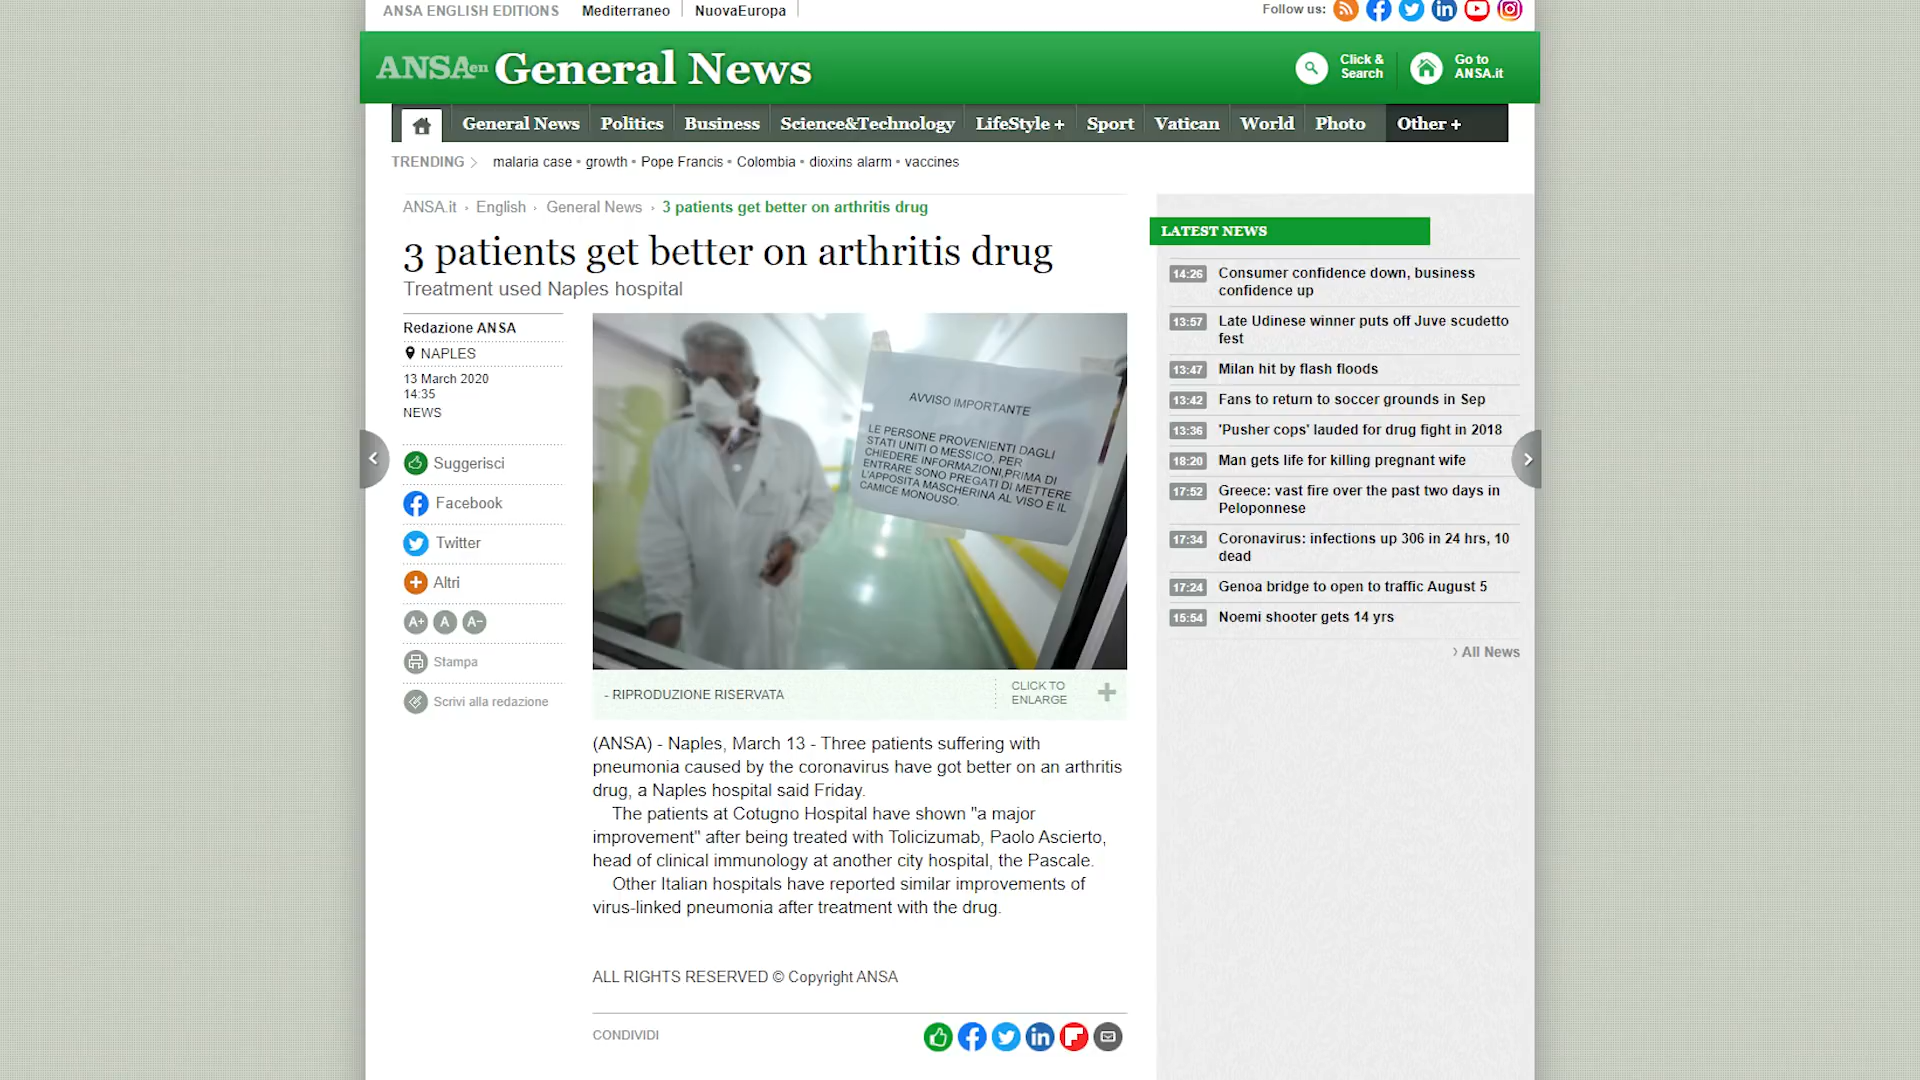 ANSA ENGLISH EDITIONS
Mediterraneo
NuovaEuropa
Follow us:
ANSAen General News
Click & Search
Go to ANSA.it
General News
Politics
Business
Science&Technology
LifeStyle +
Sport
Vatican
World
Photo
Other +
TRENDING
malaria case • growth • Pope Francis • Colombia • dioxins alarm • vaccines
ANSA.it › English › General News › 3 patients get better on arthritis drug
3 patients get better on arthritis drug
Treatment used Naples hospital
Redazione ANSA
NAPLES
13 March 2020
14:35
NEWS
Suggerisci
Facebook
Twitter
Altri
A+ A A-
Stampa
Scrivi alla redazione
AVVISO IMPORTANTE
LE PERSONE PROVENIENTI DAGLI
STATI UNITI O MESSICO, PER
CHIEDERE INFORMAZIONI,PRIMA DI
ENTRARE SONO PREGATI DI METTERE
L'APPOSITA MASCHERINA AL VISO E IL
CAMICE MONOUSO.
- RIPRODUZIONE RISERVATA
CLICK TO
ENLARGE
(ANSA) - Naples, March 13 - Three patients suffering with
pneumonia caused by the coronavirus have got better on an arthritis
drug, a Naples hospital said Friday.
The patients at Cotugno Hospital have shown "a major
improvement" after being treated with Tolicizumab, Paolo Ascierto,
head of clinical immunology at another city hospital, the Pascale.
Other Italian hospitals have reported similar improvements of
virus-linked pneumonia after treatment with the drug.
ALL RIGHTS RESERVED © Copyright ANSA
CONDIVIDI
LATEST NEWS
14:26 Consumer confidence down, business
confidence up
13:57 Late Udinese winner puts off Juve scudetto
fest
13:47 Milan hit by flash floods
13:42 Fans to return to soccer grounds in Sep
13:36 'Pusher cops' lauded for drug fight in 2018
18:20 Man gets life for killing pregnant wife
17:52 Greece: vast fire over the past two days in
Peloponnese
17:34 Coronavirus: infections up 306 in 24 hrs, 10
dead
17:24 Genoa bridge to open to traffic August 5
15:54 Noemi shooter gets 14 yrs
› All News